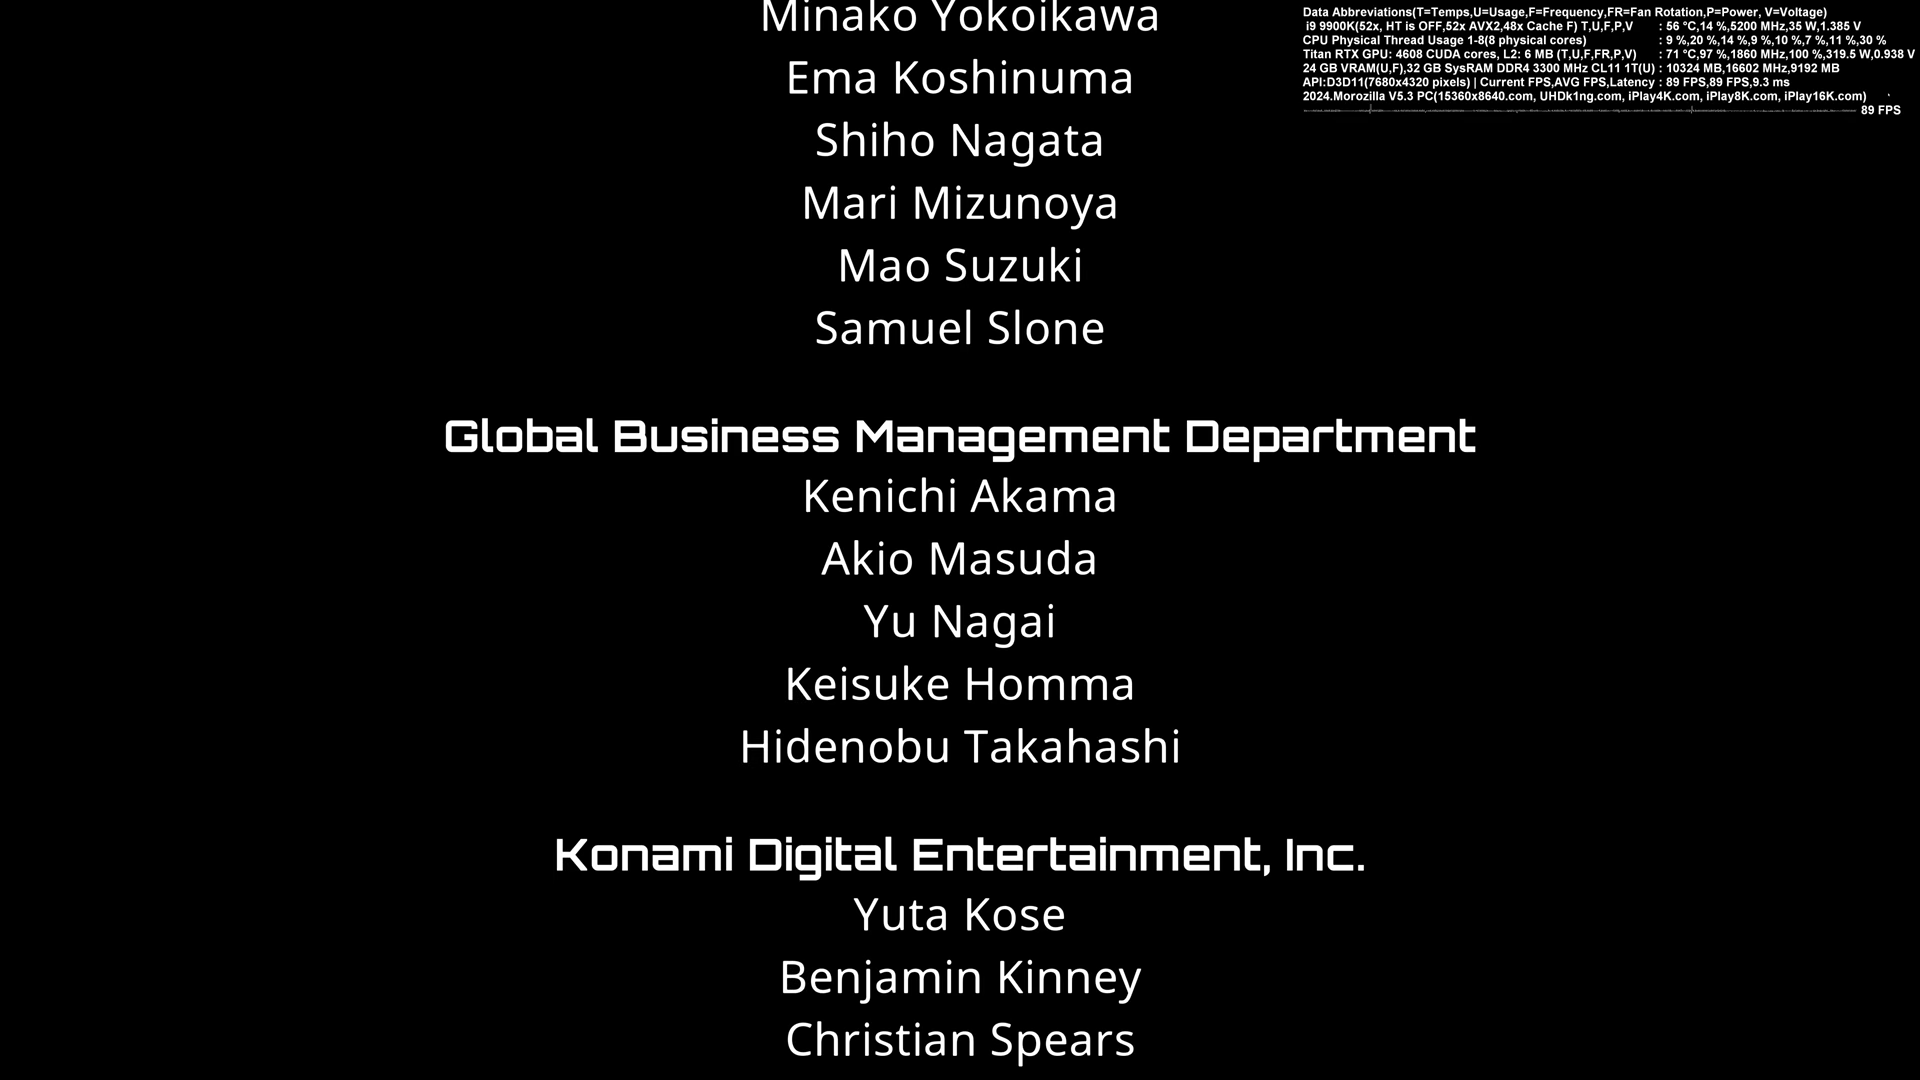 Data Abbreviations(T=Temps,U=Usage,F=Frequency,FR=Fan Rotation,P=Power, V=Voltage)
i9 9900K(52x, HT is OFF,52x AVX2,48x Cache F) T,U,F,P,V : 56 °C,14 %,5200 MHz,35 W,1.385 V
CPU Physical Thread Usage 1-8(8 physical cores) : 9 %,20 %,14 %,9 %,10 %,7 %,11 %,30 %
Titan RTX GPU: 4608 CUDA cores, L2: 6 MB (T,U,F,FR,P,V) : 71 °C,97 %,1860 MHz,100 %,319.5 W,0.938 V
24 GB VRAM(U,F),32 GB SysRAM DDR4 3300 MHz CL11 1T(U) : 10324 MB,16602 MHz,9192 MB
API:D3D11(7680x4320 pixels) | Current FPS,AVG FPS,Latency : 89 FPS,89 FPS,9.3 ms
2024.Morozilla V5.3 PC(15360x8640.com, UHDk1ng.com, iPlay4K.com, iPlay8K.com, iPlay16K.com)
89 FPS
Minako Yokoikawa
Ema Koshinuma
Shiho Nagata
Mari Mizunoya
Mao Suzuki
Samuel Slone
Global Business Management Department
Kenichi Akama
Akio Masuda
Yu Nagai
Keisuke Homma
Hidenobu Takahashi
Konami Digital Entertainment, Inc.
Yuta Kose
Benjamin Kinney
Christian Spears